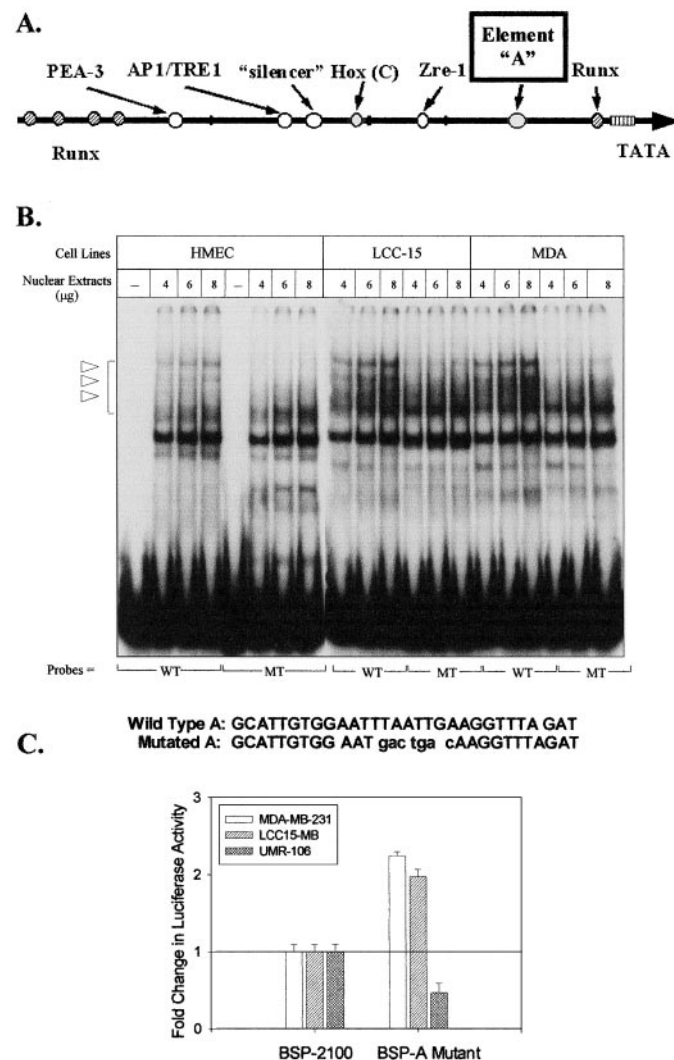 A.
Element
"A"
PEA-3 AP1/TRE1 "silencer" Hox (C) Zre-1 Runx
Runx TATA
B.
Cell Lines HMEC LCC-15 MDA
Nuclear Extracts – 4 6 8 – 4 6 8 4 6 8 4 6 8 4 6 8 4 6 8
(µg)
Probes = WT MT WT MT WT MT
Wild Type A: GCATTGTGGAATTTAATTGAAGGTTTA GAT
Mutated A: GCATTGTGG AAT gac tga cAAGGTTTAGAT
C.
Fold Change in Luciferase Activity
3
2
1
0
MDA-MB-231
LCC15-MB
UMR-106
BSP-2100 BSP-A Mutant